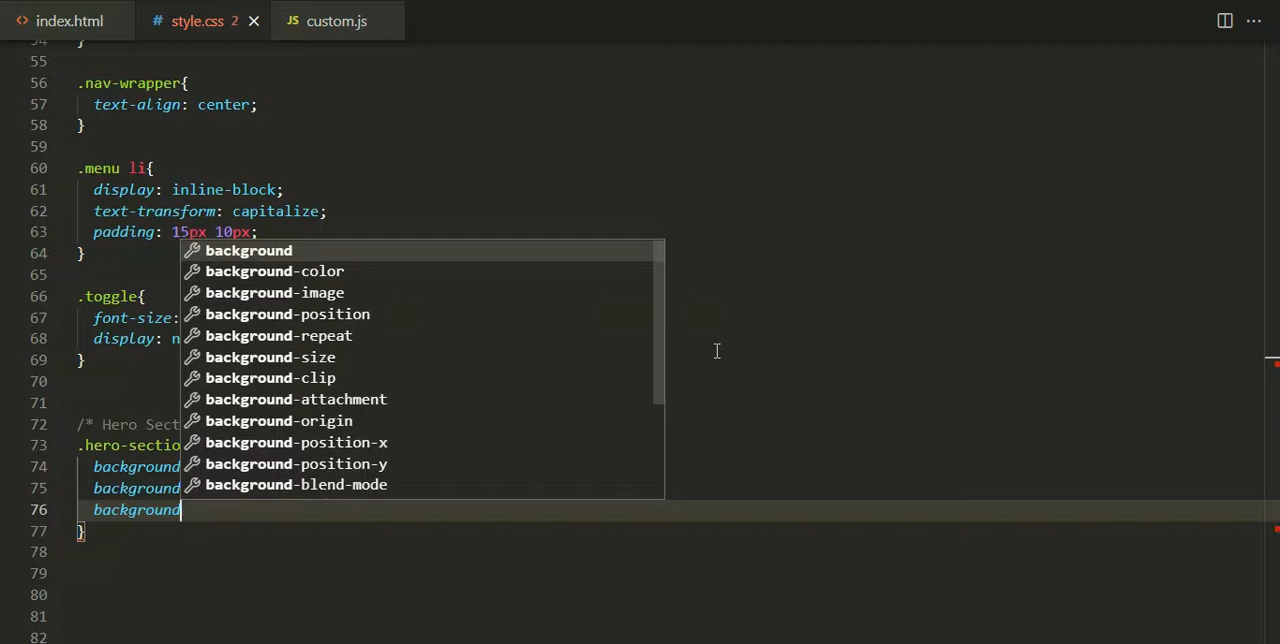 index.html
style.css 2
custom.js
54 }
55
56 .nav-wrapper{
57 text-align: center;
58 }
59
60 .menu li{
61 display: inline-block;
62 text-transform: capitalize;
63 padding: 15px 10px;
64 }
65
66 .toggle{
67 font-size:
68 display: n
69 }
70
71
72 /* Hero Sect
73 .hero-sectio
74 background
75 background
76 background
77 }
78
79
80
81
82
background
background-color
background-image
background-position
background-repeat
background-size
background-clip
background-attachment
background-origin
background-position-x
background-position-y
background-blend-mode